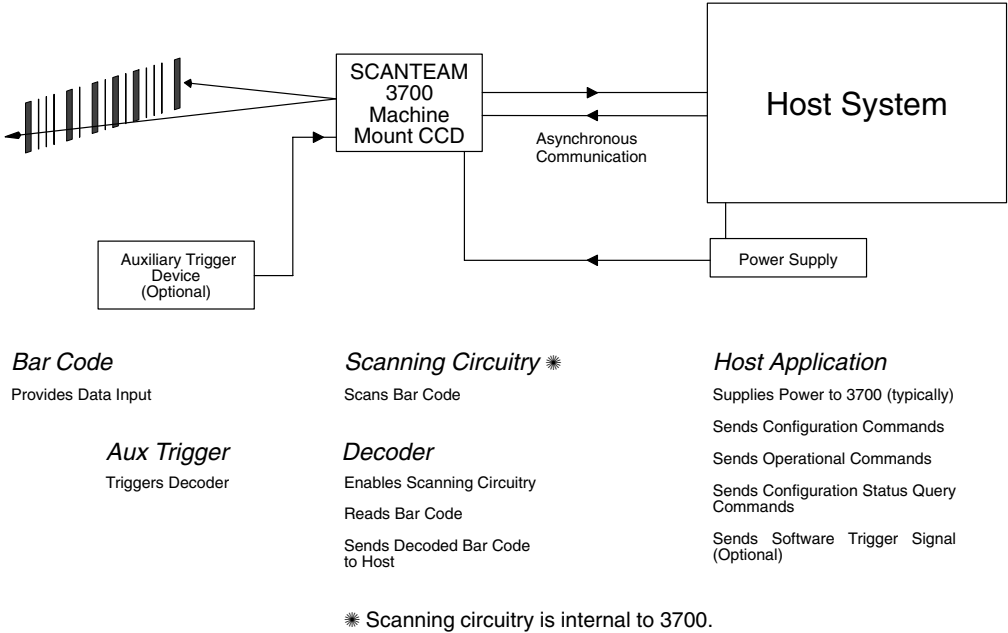 SCANTEAM
3700
Machine
Mount CCD
Host System
Asynchronous
Communication
Auxiliary Trigger
Device
(Optional)
Power Supply
Bar Code
Provides Data Input
Aux Trigger
Triggers Decoder
Scanning Circuitry ✺
Scans Bar Code
Decoder
Enables Scanning Circuitry
Reads Bar Code
Sends Decoded Bar Code
to Host
Host Application
Supplies Power to 3700 (typically)
Sends Configuration Commands
Sends Operational Commands
Sends Configuration Status Query
Commands
Sends Software Trigger Signal
(Optional)
✺ Scanning circuitry is internal to 3700.